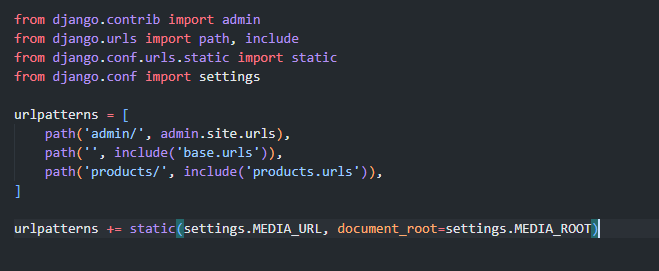 from django.contrib import admin
from django.urls import path, include
from django.conf.urls.static import static
from django.conf import settings
urlpatterns = [
    path('admin/', admin.site.urls),
    path('', include('base.urls')),
    path('products/', include('products.urls')),
]
urlpatterns += static(settings.MEDIA_URL, document_root=settings.MEDIA_ROOT)